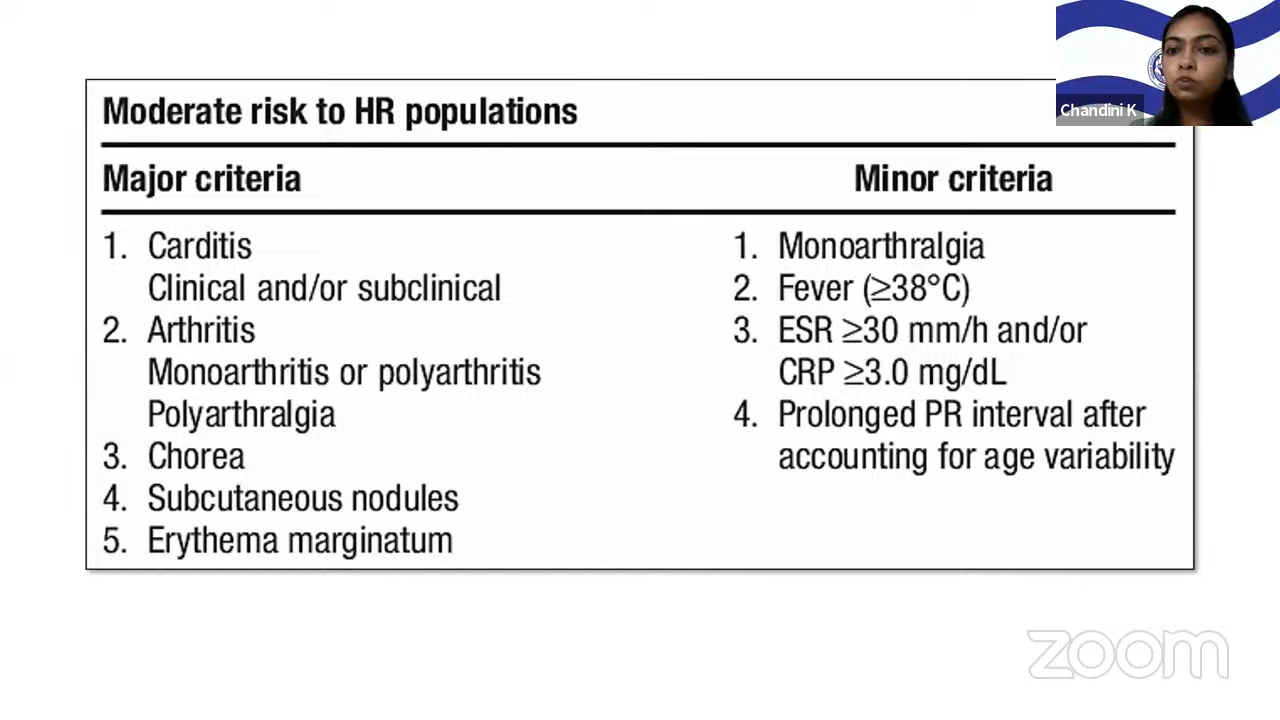 Chandini K
Moderate risk to HR populations
Major criteria
Minor criteria
1. Carditis
Clinical and/or subclinical
2. Arthritis
Monoarthritis or polyarthritis
Polyarthralgia
3. Chorea
4. Subcutaneous nodules
5. Erythema marginatum
1. Monoarthralgia
2. Fever (≥38°C)
3. ESR ≥30 mm/h and/or
CRP ≥3.0 mg/dL
4. Prolonged PR interval after
accounting for age variability
zoom